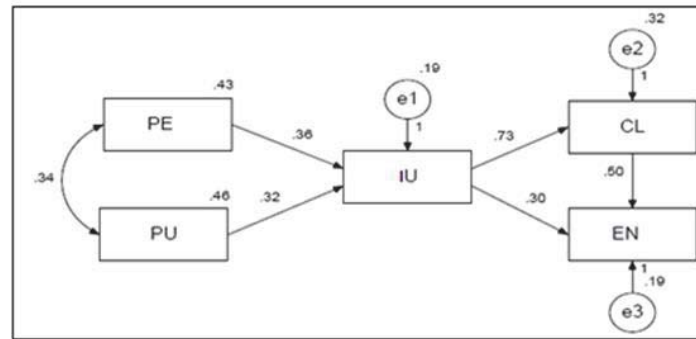 .32
e2
.19
.43
e1
1
1
PE
.36
.73
CL
.34
IU
.50
.46
.32
.30
PU
EN
1
.19
e3